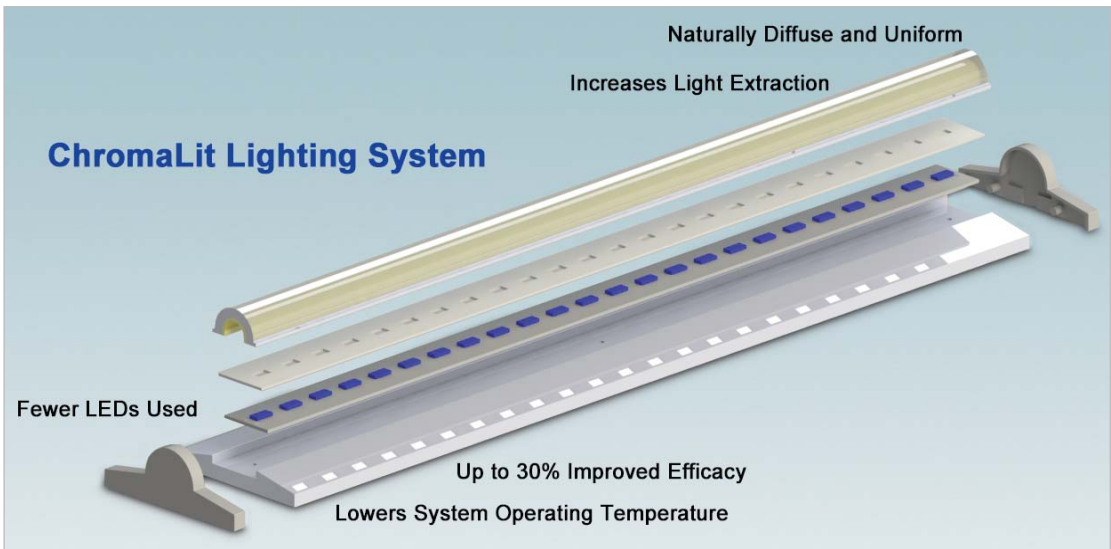 Naturally Diffuse and Uniform
Increases Light Extraction
ChromaLit Lighting System
Fewer LEDs Used
Up to 30% Improved Efficacy
Lowers System Operating Temperature